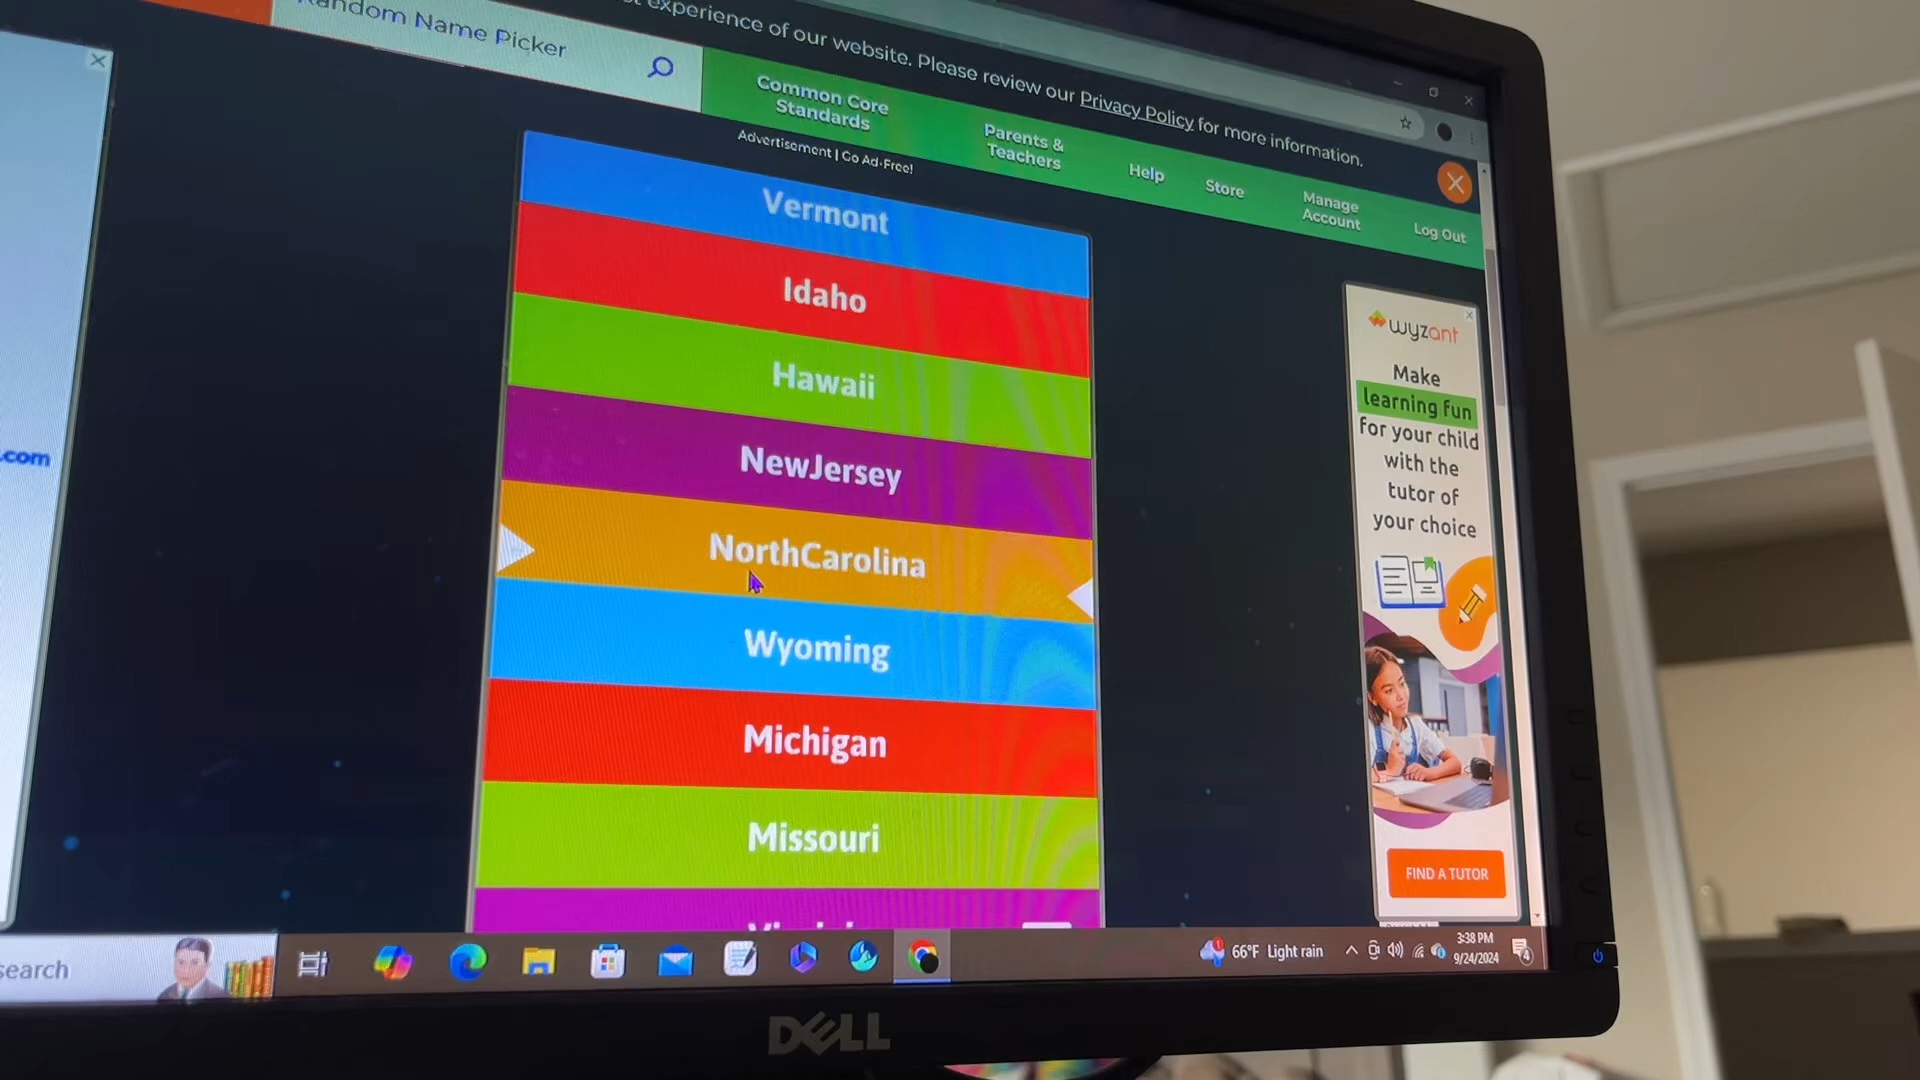 Random Name Picker
experience of our website. Please review our Privacy Policy for more information.
Common Core
Standards
Parents &
Teachers
Help
Store
Manage
Account
Log Out
Advertisement | Go Ad-Free!
Vermont
Idaho
Hawaii
NewJersey
NorthCarolina
Wyoming
Michigan
Missouri
.com
wyzant
Make
learning fun
for your child
with the
tutor of
your choice
FIND A TUTOR
search
66°F Light rain
3:38 PM
9/24/2024
4
DELL